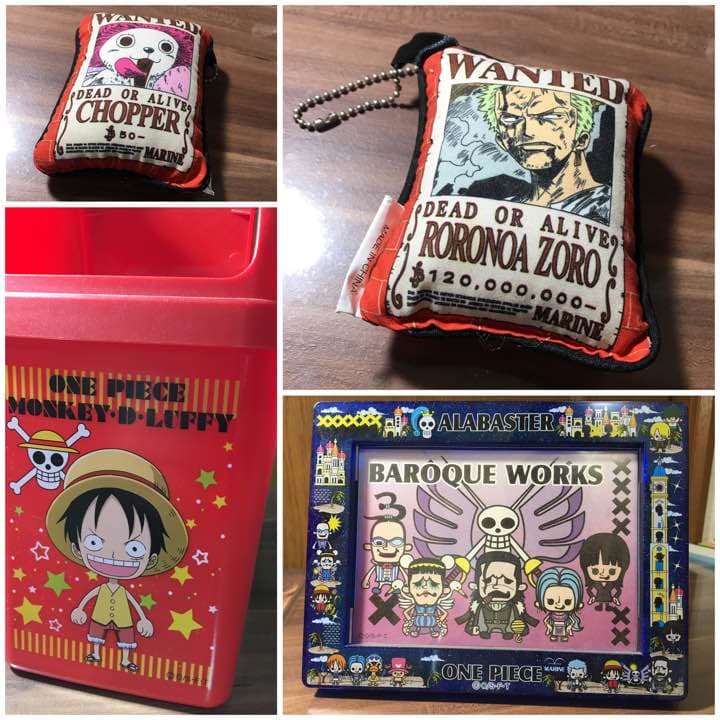 WANTED
DEAD OR ALIVE
CHOPPER
50-
MARINE
WANTED
DEAD OR ALIVE
RORONOA ZORO
120,000,000-
MARINE
MADE IN CHINA
ONE PIECE
MONKEY·D·LUFFY
ALABASTER
BAROQUE WORKS
3
ONE PIECE
MARINE